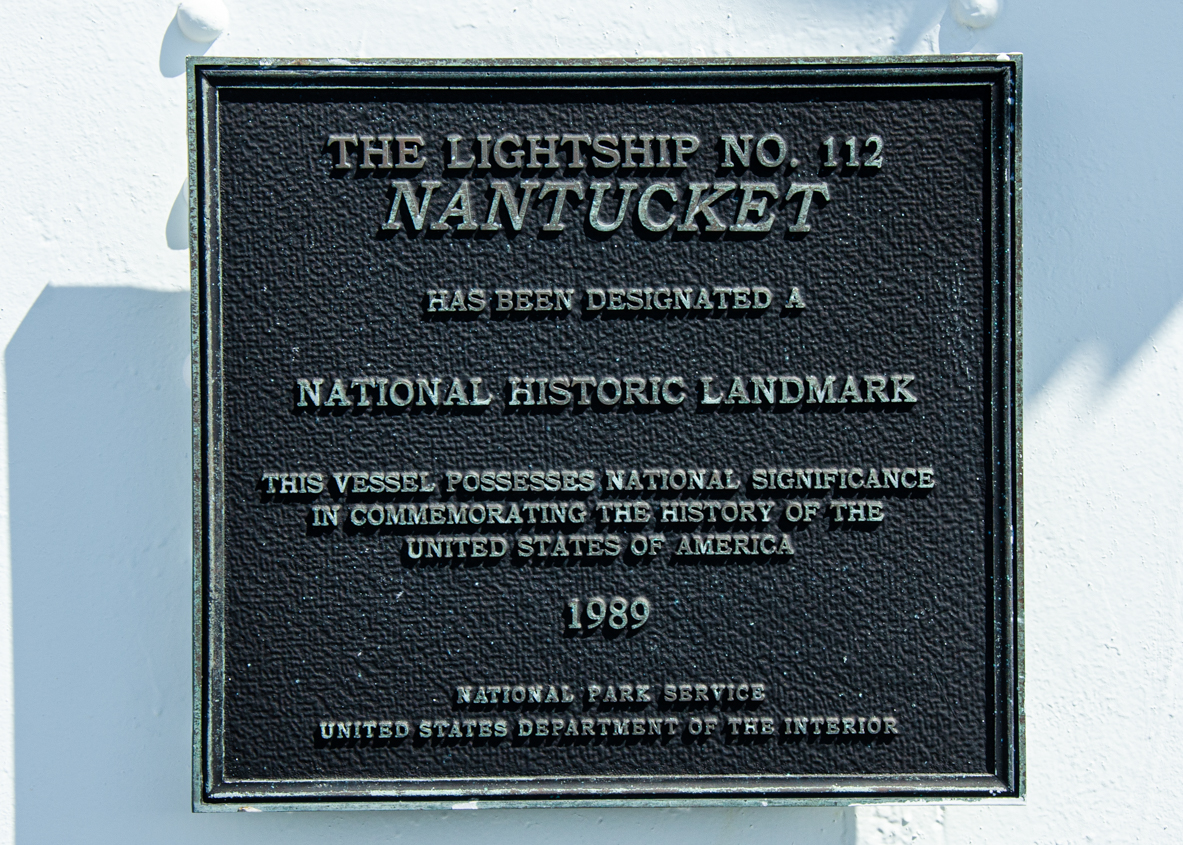 THE LIGHTSHIP NO. 112
NANTUCKET
HAS BEEN DESIGNATED A
NATIONAL HISTORIC LANDMARK
THIS VESSEL POSSESSES NATIONAL SIGNIFICANCE
IN COMMEMORATING THE HISTORY OF THE
UNITED STATES OF AMERICA
1989
NATIONAL PARK SERVICE
UNITED STATES DEPARTMENT OF THE INTERIOR